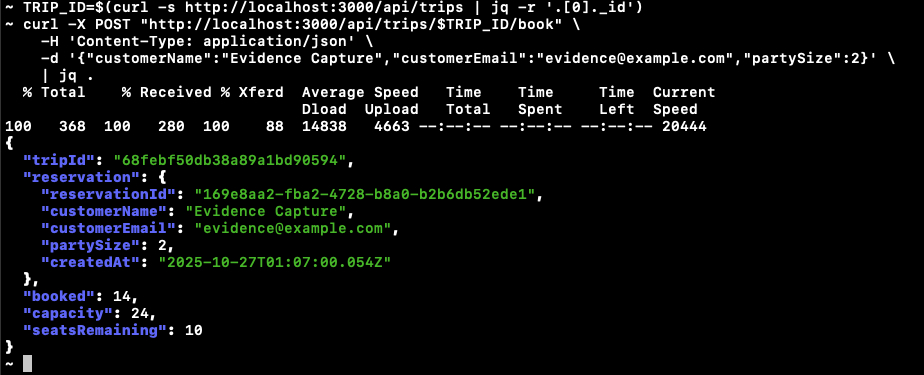 ~ TRIP_ID=$(curl -s http://localhost:3000/api/trips | jq -r '.[0]._id')
~ curl -X POST "http://localhost:3000/api/trips/$TRIP_ID/book" \
    -H 'Content-Type: application/json' \
    -d '{"customerName":"Evidence Capture","customerEmail":"evidence@example.com","partySize":2}' \
    | jq .
  % Total    % Received % Xferd  Average Speed   Time    Time     Time  Current
                                 Dload  Upload   Total   Spent    Left  Speed
100   368  100   280  100    88  14838   4663 --:--:-- --:--:-- --:--:-- 20444
{
  "tripId": "68febf50db38a89a1bd90594",
  "reservation": {
    "reservationId": "169e8aa2-fba2-4728-b8a0-b2b6db52ede1",
    "customerName": "Evidence Capture",
    "customerEmail": "evidence@example.com",
    "partySize": 2,
    "createdAt": "2025-10-27T01:07:00.054Z"
  },
  "booked": 14,
  "capacity": 24,
  "seatsRemaining": 10
}
~